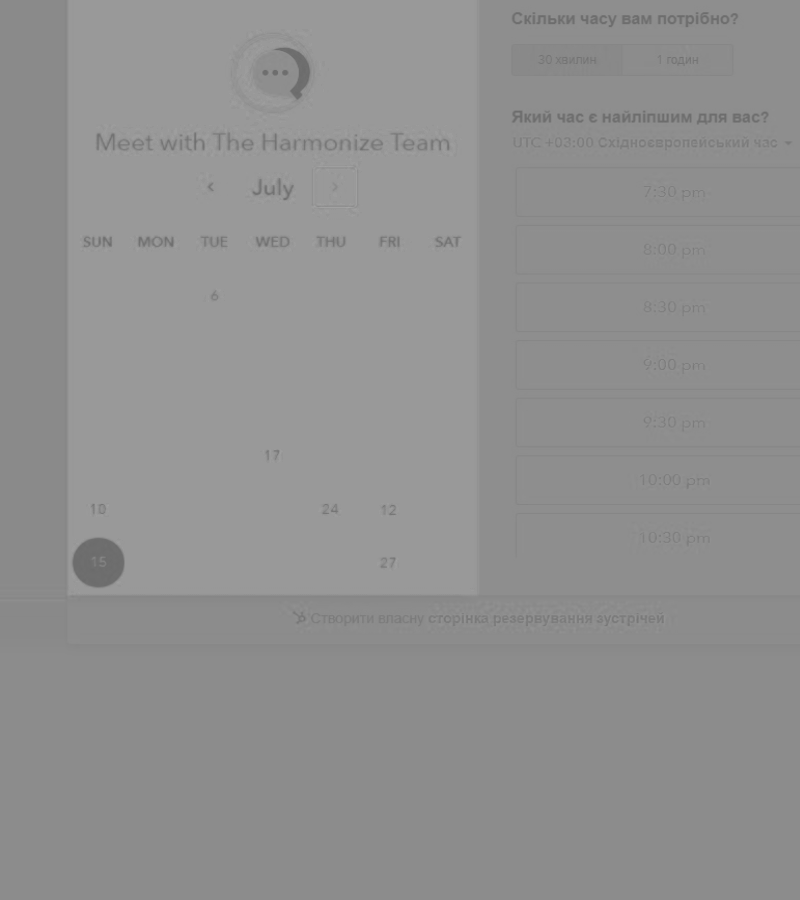 Meet with The Harmonize Team
July
SUN MON TUE WED THU FRI SAT
6
17
10 24 12
15 27
Скільки часу вам потрібно?
30 хвилин 1 годин
Який час є найліпшим для вас?
UTC +03:00 Східноєвропейський час
7:30 pm
8:00 pm
8:30 pm
9:00 pm
9:30 pm
10:00 pm
10:30 pm
Створити власну сторінка резервування зустрічей